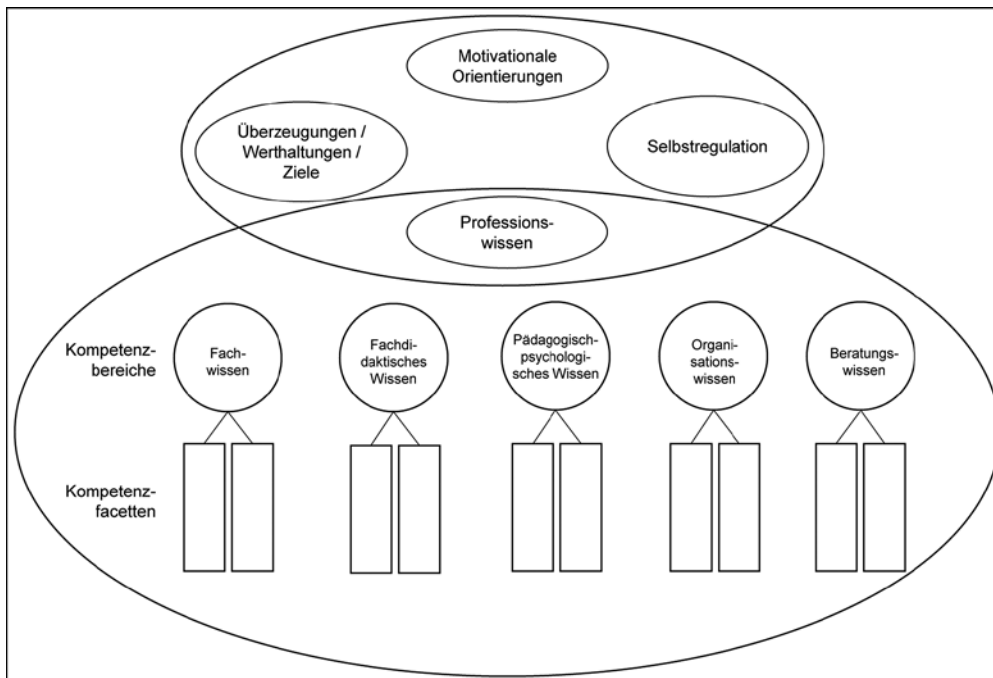 Motivationale
Orientierungen
Überzeugungen /
Werthaltungen /
Ziele
Selbstregulation
Professions-
wissen
Kompetenz-
bereiche
Fach-
wissen
Fachdi-
daktisches
Wissen
Pädagogisch-
psychologi-
sches Wissen
Organi-
sations-
wissen
Beratungs-
wissen
Kompetenz-
facetten